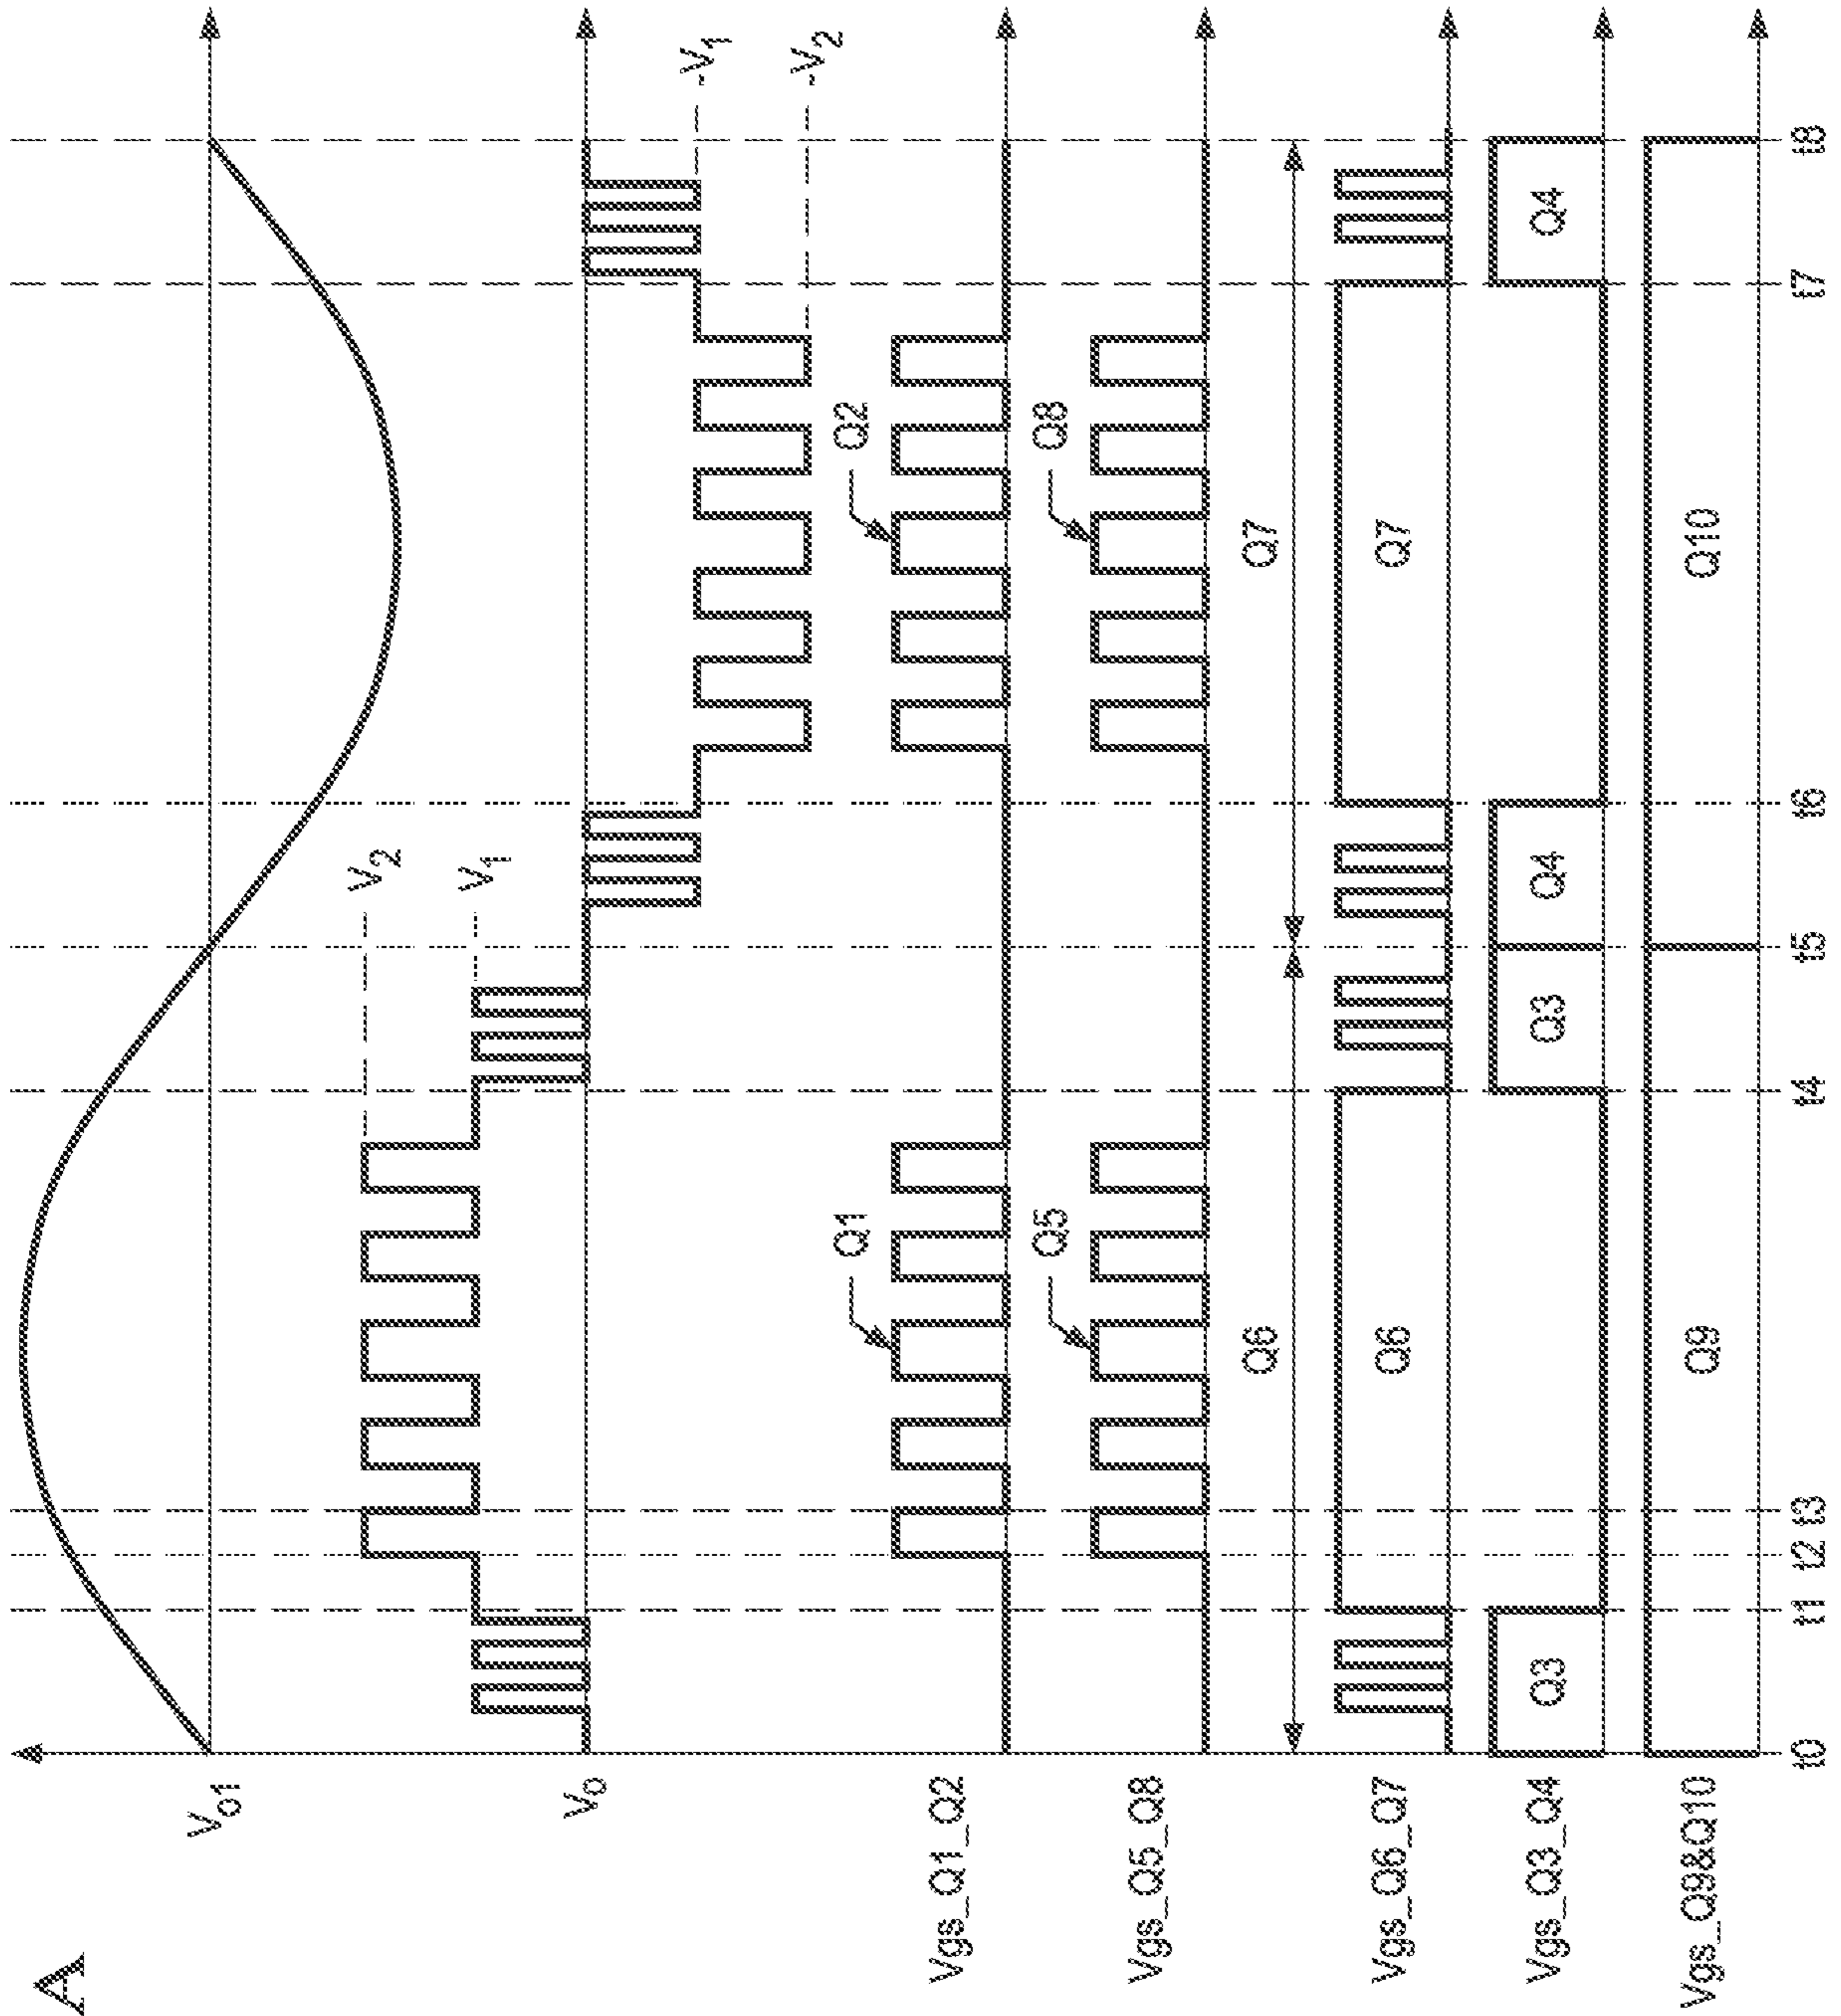 A
Vo1
Vo
V2
V1
-V1
-V2
Vgs_Q1_Q2
Q1
Q2
Vgs_Q5_Q8
Q5
Q8
Q6
Q7
Vgs_Q6_Q7
Q6
Q7
Vgs_Q3_Q4
Q3
Q3
Q4
Q4
Vgs_Q9&Q10
Q9
Q10
t0 t1 t2 t3 t4 t5 t6 t7 t8